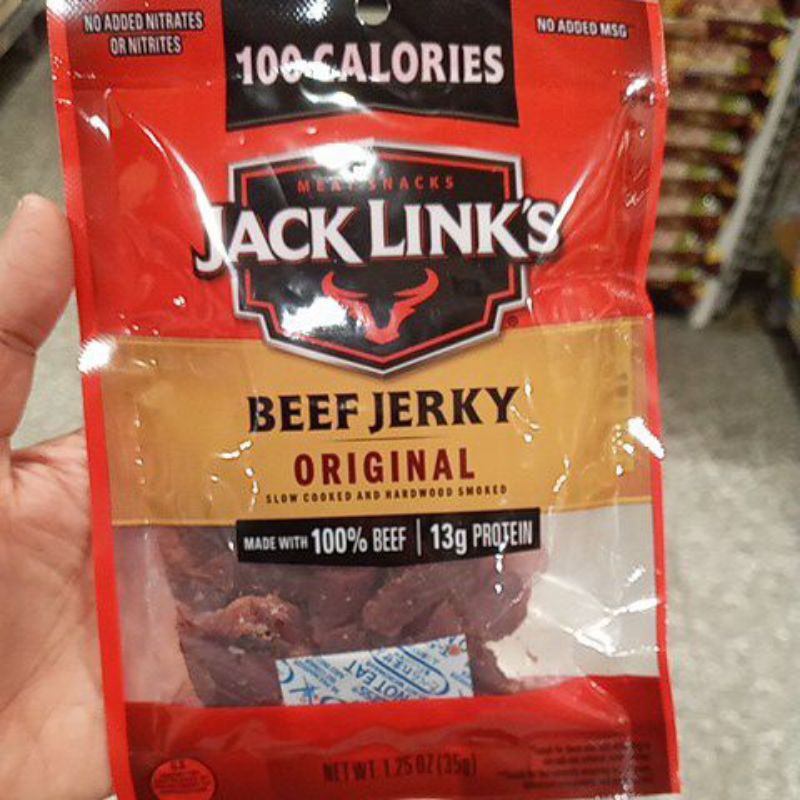 NO ADDED NITRATES
OR NITRITES
NO ADDED MSG
100 CALORIES
MEAT SNACKS
JACK LINK'S
BEEF JERKY
ORIGINAL
SLOW COOKED AND HARDWOOD SMOKED
MADE WITH 100% BEEF | 13g PROTEIN
NOT EAT
NET WT 1.25 OZ (35g)
U.S.